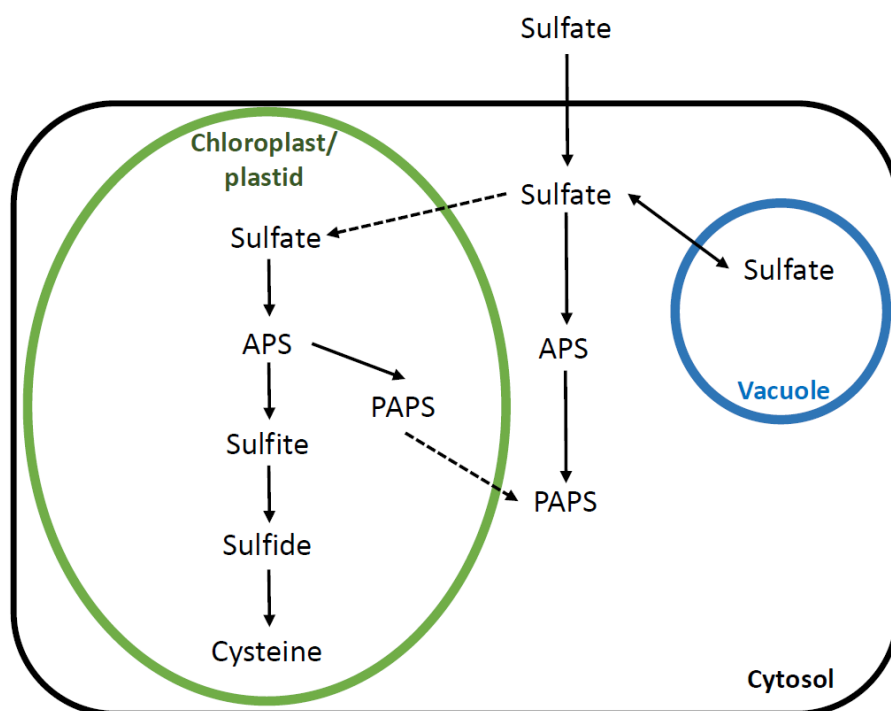 Sulfate
Chloroplast/
plastid
Sulfate
Sulfate
Sulfate
APS
APS
PAPS
Vacuole
Sulfite
PAPS
Sulfide
Cysteine
Cytosol